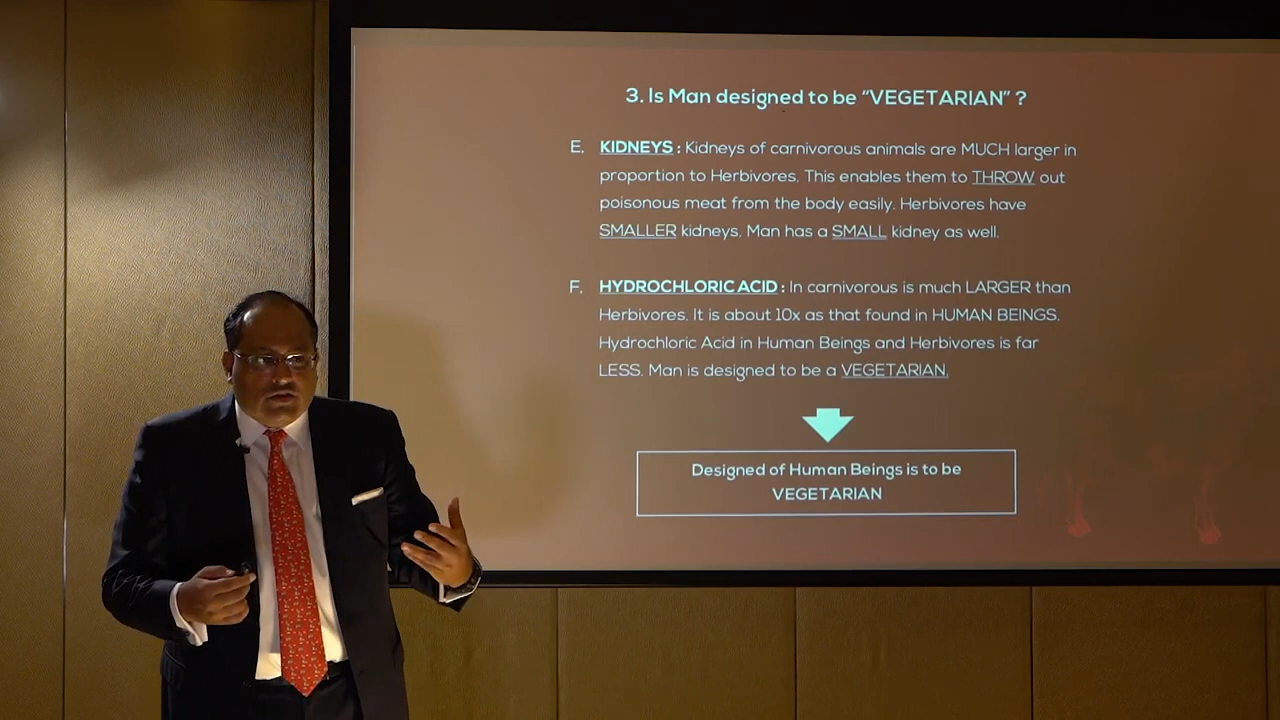 3. Is Man designed to be “VEGETARIAN” ?
E. KIDNEYS : Kidneys of carnivorous animals are MUCH larger in
proportion to Herbivores. This enables them to THROW out
poisonous meat from the body easily. Herbivores have
SMALLER kidneys. Man has a SMALL kidney as well.
F. HYDROCHLORIC ACID : In carnivorous is much LARGER than
Herbivores. It is about 10x as that found in HUMAN BEINGS.
Hydrochloric Acid in Human Beings and Herbivores is far
LESS. Man is designed to be a VEGETARIAN.
Designed of Human Beings is to be
VEGETARIAN